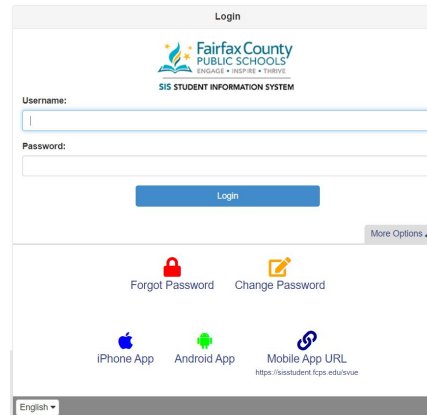 Login
Fairfax County
PUBLIC SCHOOLS
ENGAGE • INSPIRE • THRIVE
SIS STUDENT INFORMATION SYSTEM
Username:
Password:
Login
More Options
Forgot Password Change Password
iPhone App Android App Mobile App URL
https://sisstudent.fcps.edu/svue
English